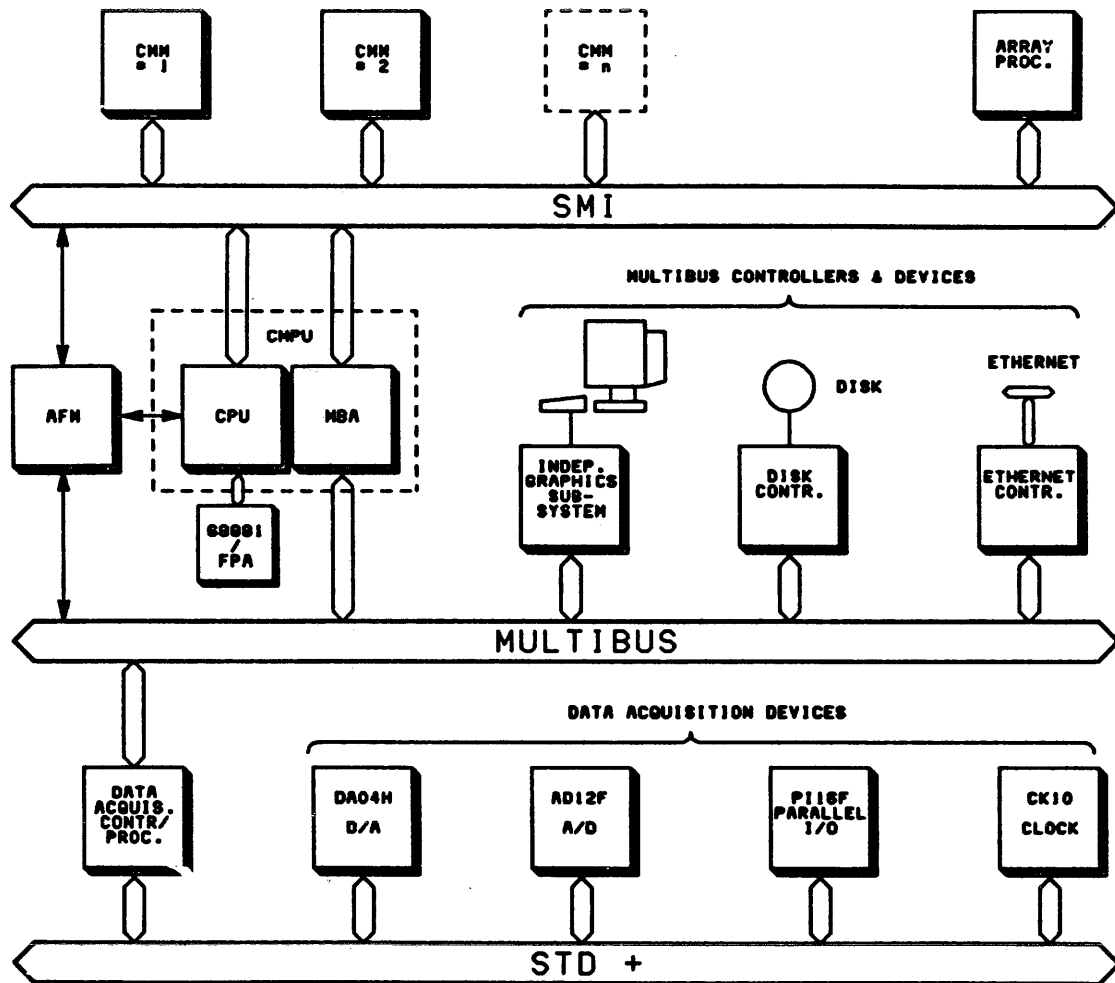 CMM
# 1
CMM
# 2
CMM
# n
ARRAY
PROC.
SMI
MULTIBUS CONTROLLERS & DEVICES
CMPU
ETHERNET
DISK
AFM
CPU
MBA
INDEP.
GRAPHICS
SUB-
SYSTEM
DISK
CONTR.
ETHERNET
CONTR.
68881
/
FPA
MULTIBUS
DATA ACQUISITION DEVICES
DATA
ACQUIS.
CONTR/
PROC.
DA04H
D/A
AD12F
A/D
PI16F
PARALLEL
I/O
CK10
CLOCK
STD +